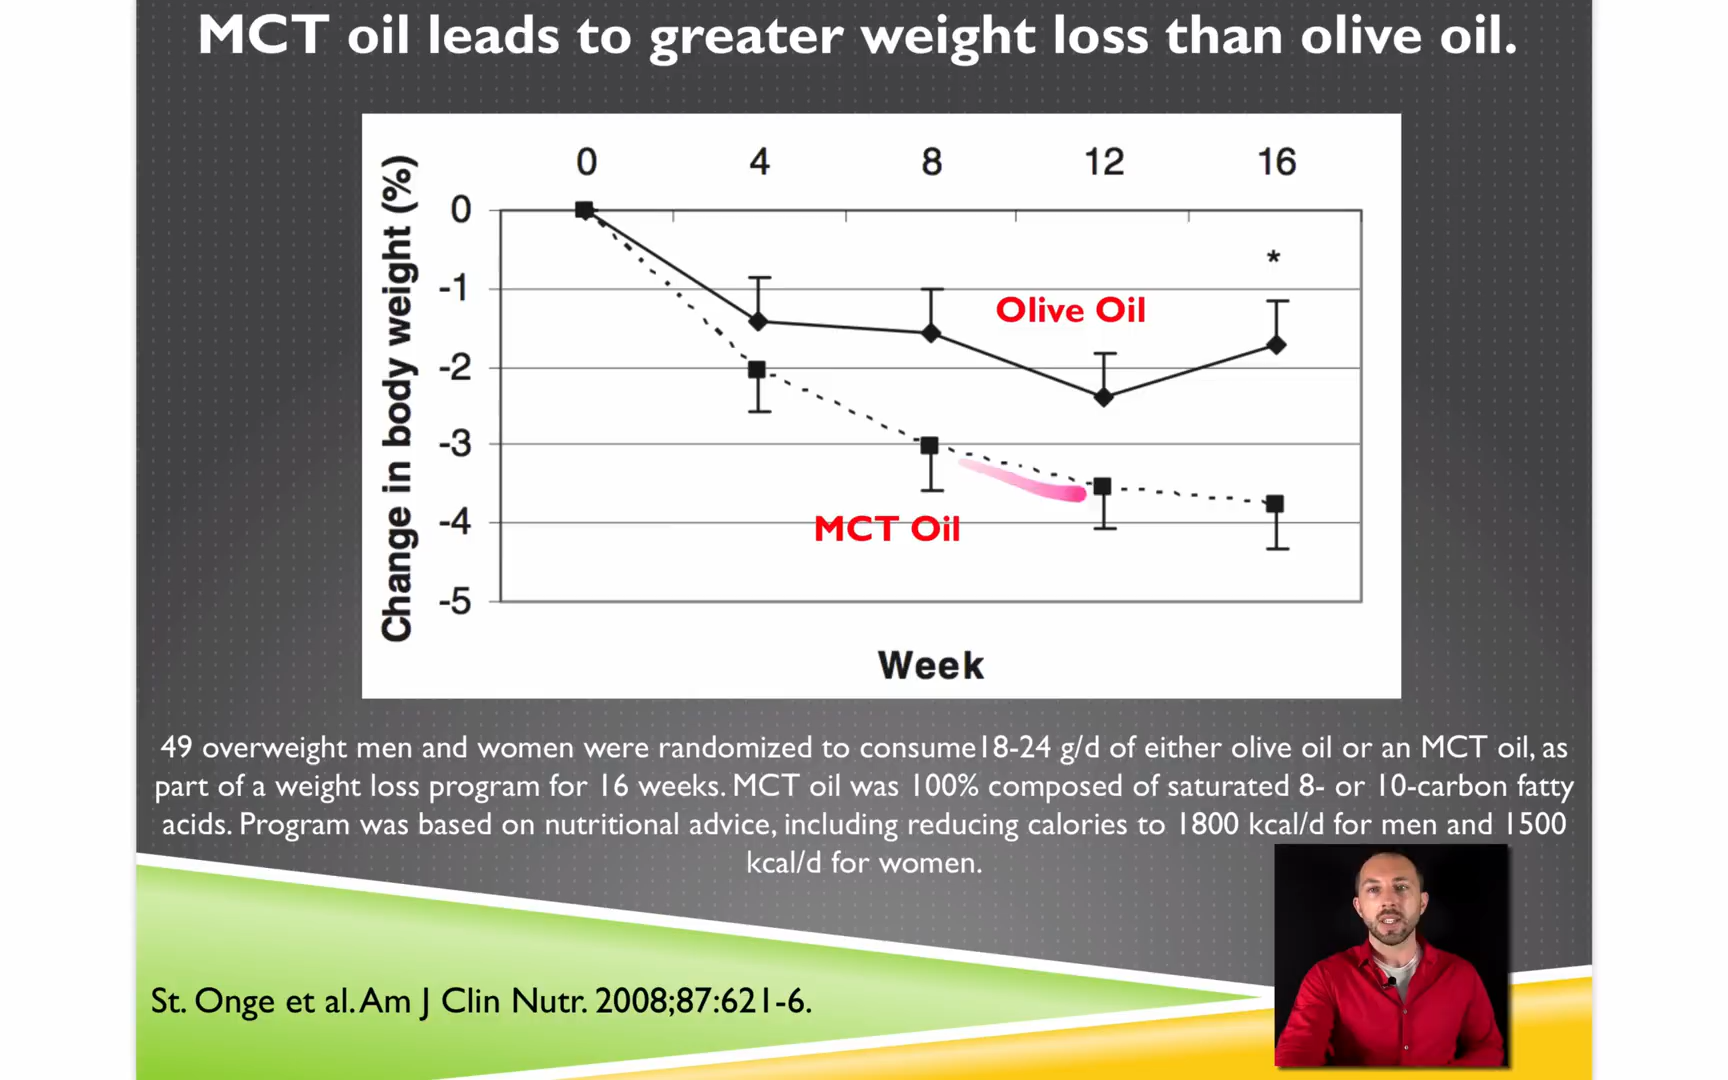 MCT oil leads to greater weight loss than olive oil.
0 4 8 12 16
Change in body weight (%)
0
-1
-2
-3
-4
-5
*
Olive Oil
MCT Oil
Week
49 overweight men and women were randomized to consume18-24 g/d of either olive oil or an MCT oil, as
part of a weight loss program for 16 weeks. MCT oil was 100% composed of saturated 8- or 10-carbon fatty
acids. Program was based on nutritional advice, including reducing calories to 1800 kcal/d for men and 1500
kcal/d for women.
St. Onge et al. Am J Clin Nutr. 2008;87:621-6.